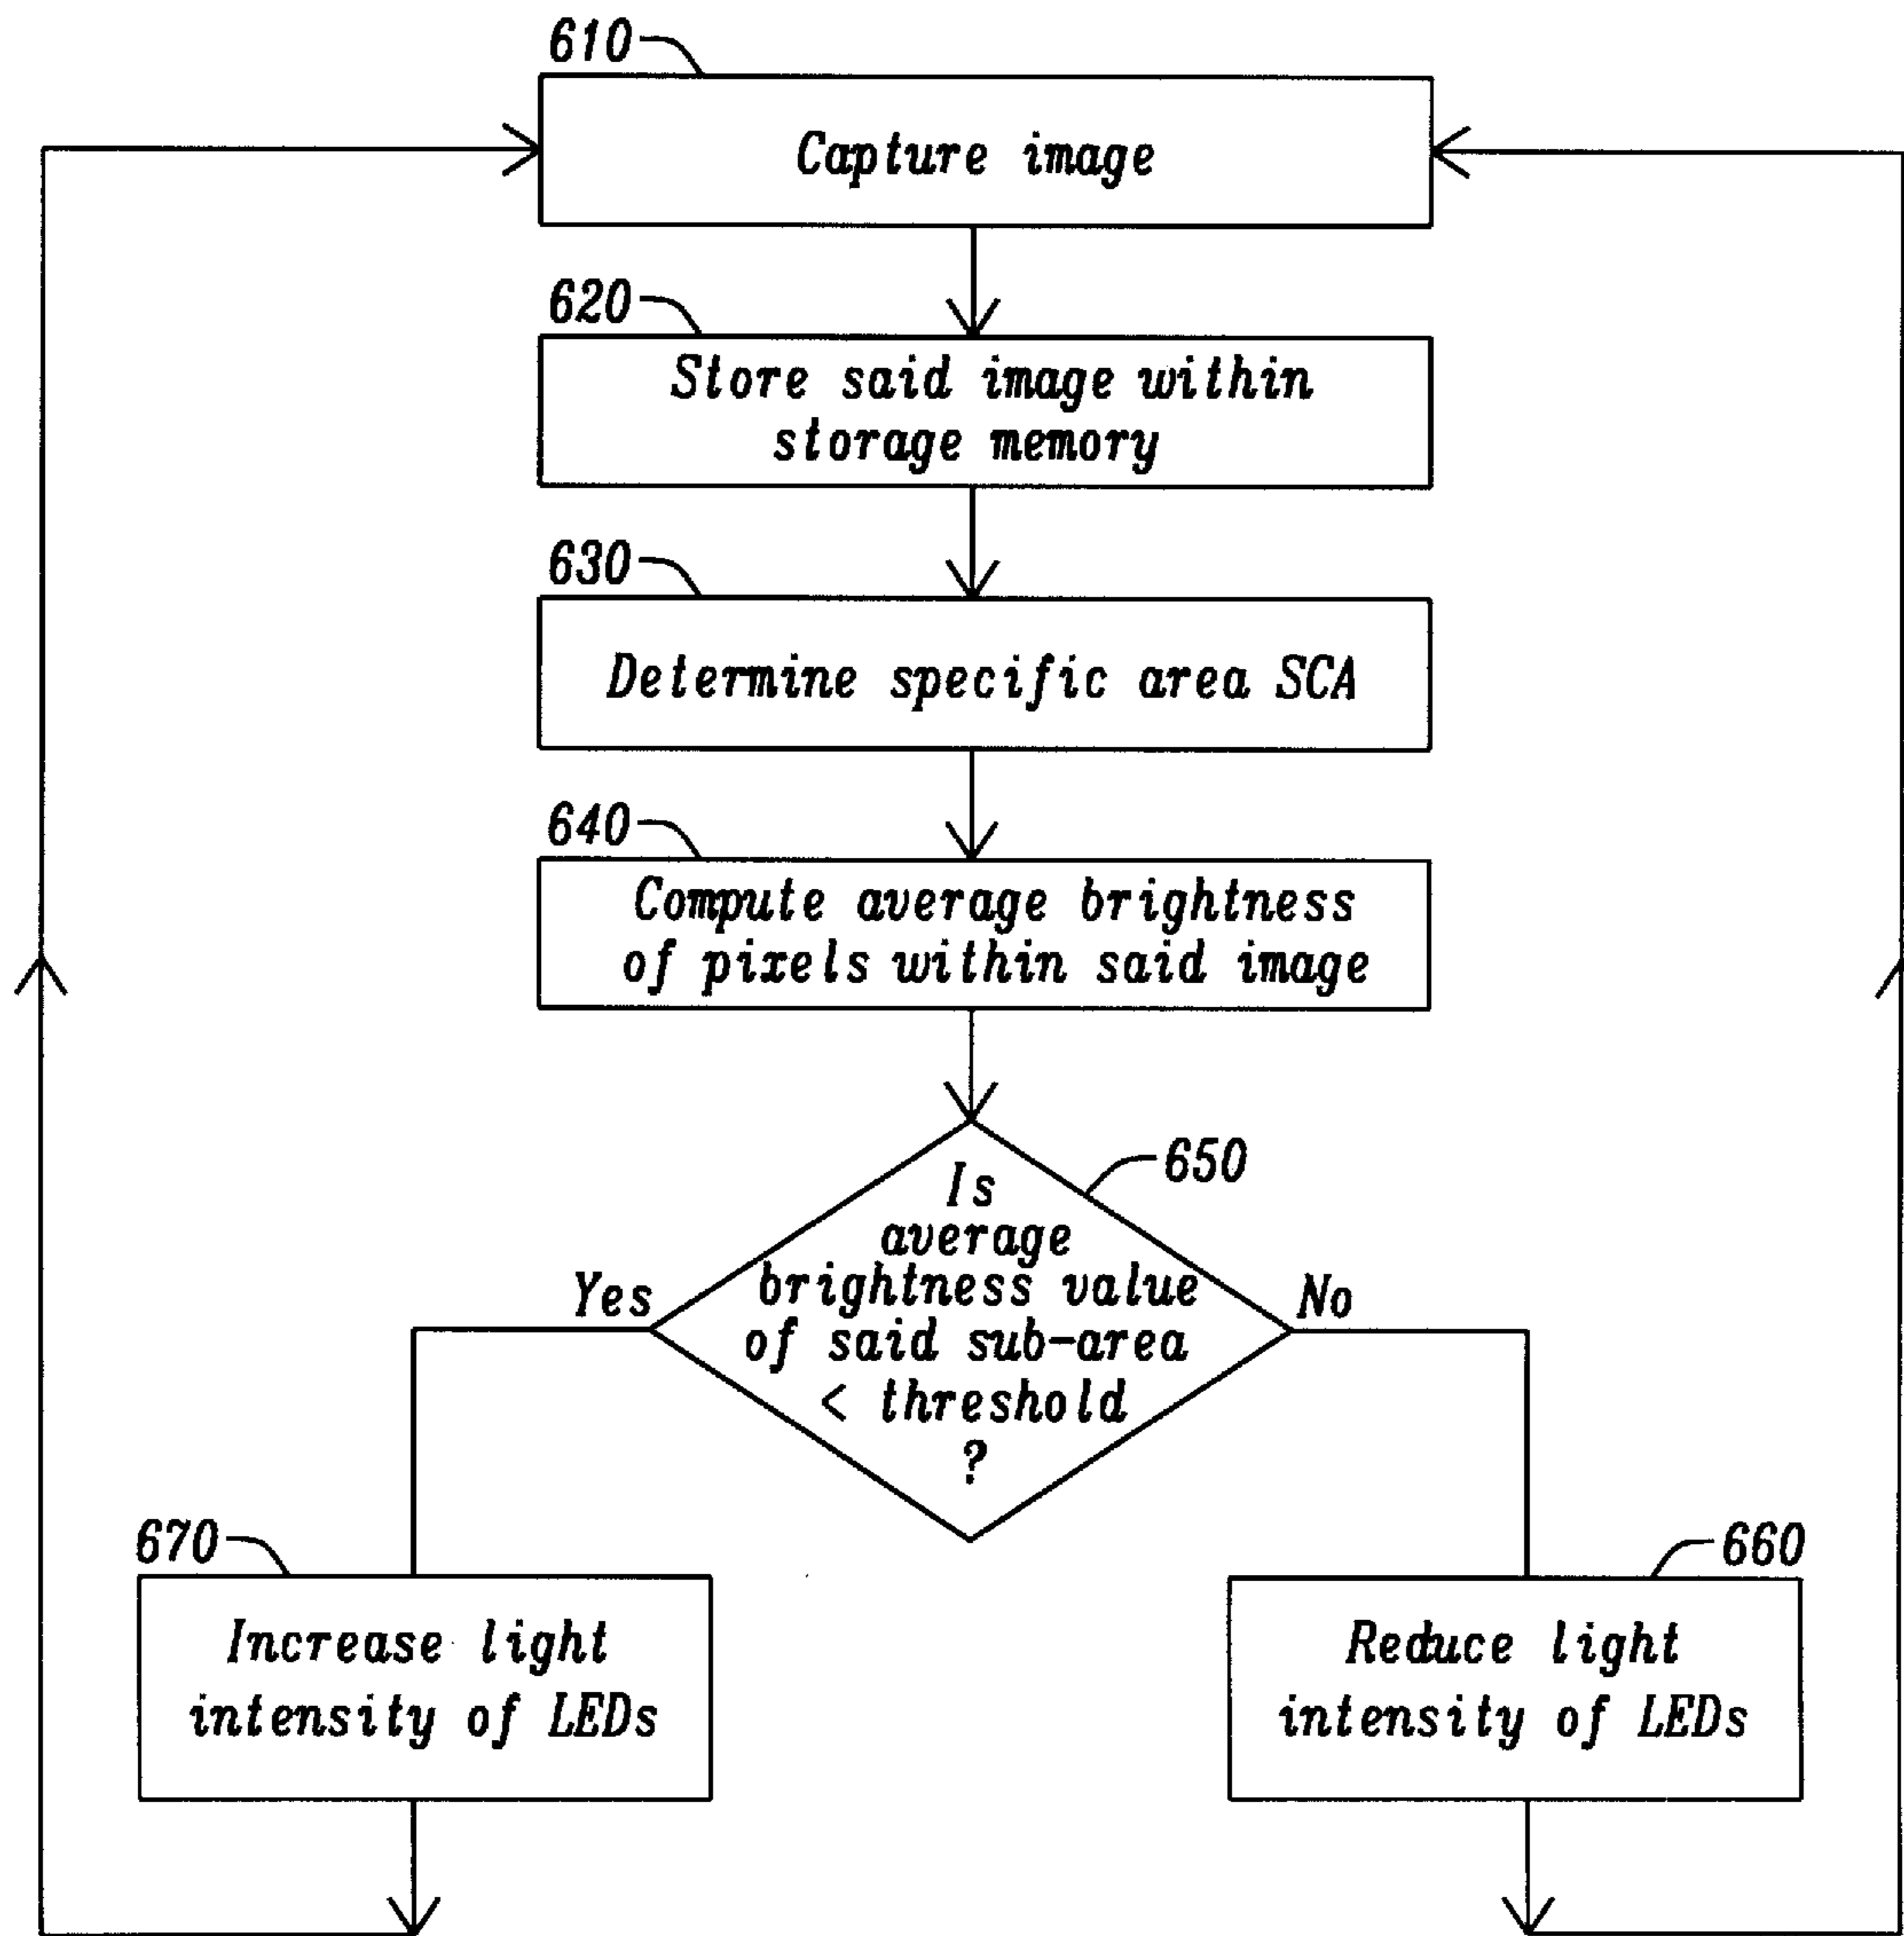 610
Capture image
620
Store said image within
storage memory
630
Determine specific area SCA
640
Compute average brightness
of pixels within said image
650
Is
average
brightness value
of said sub-area
< threshold
?
Yes
No
670
Increase light
intensity of LEDs
660
Reduce light
intensity of LEDs